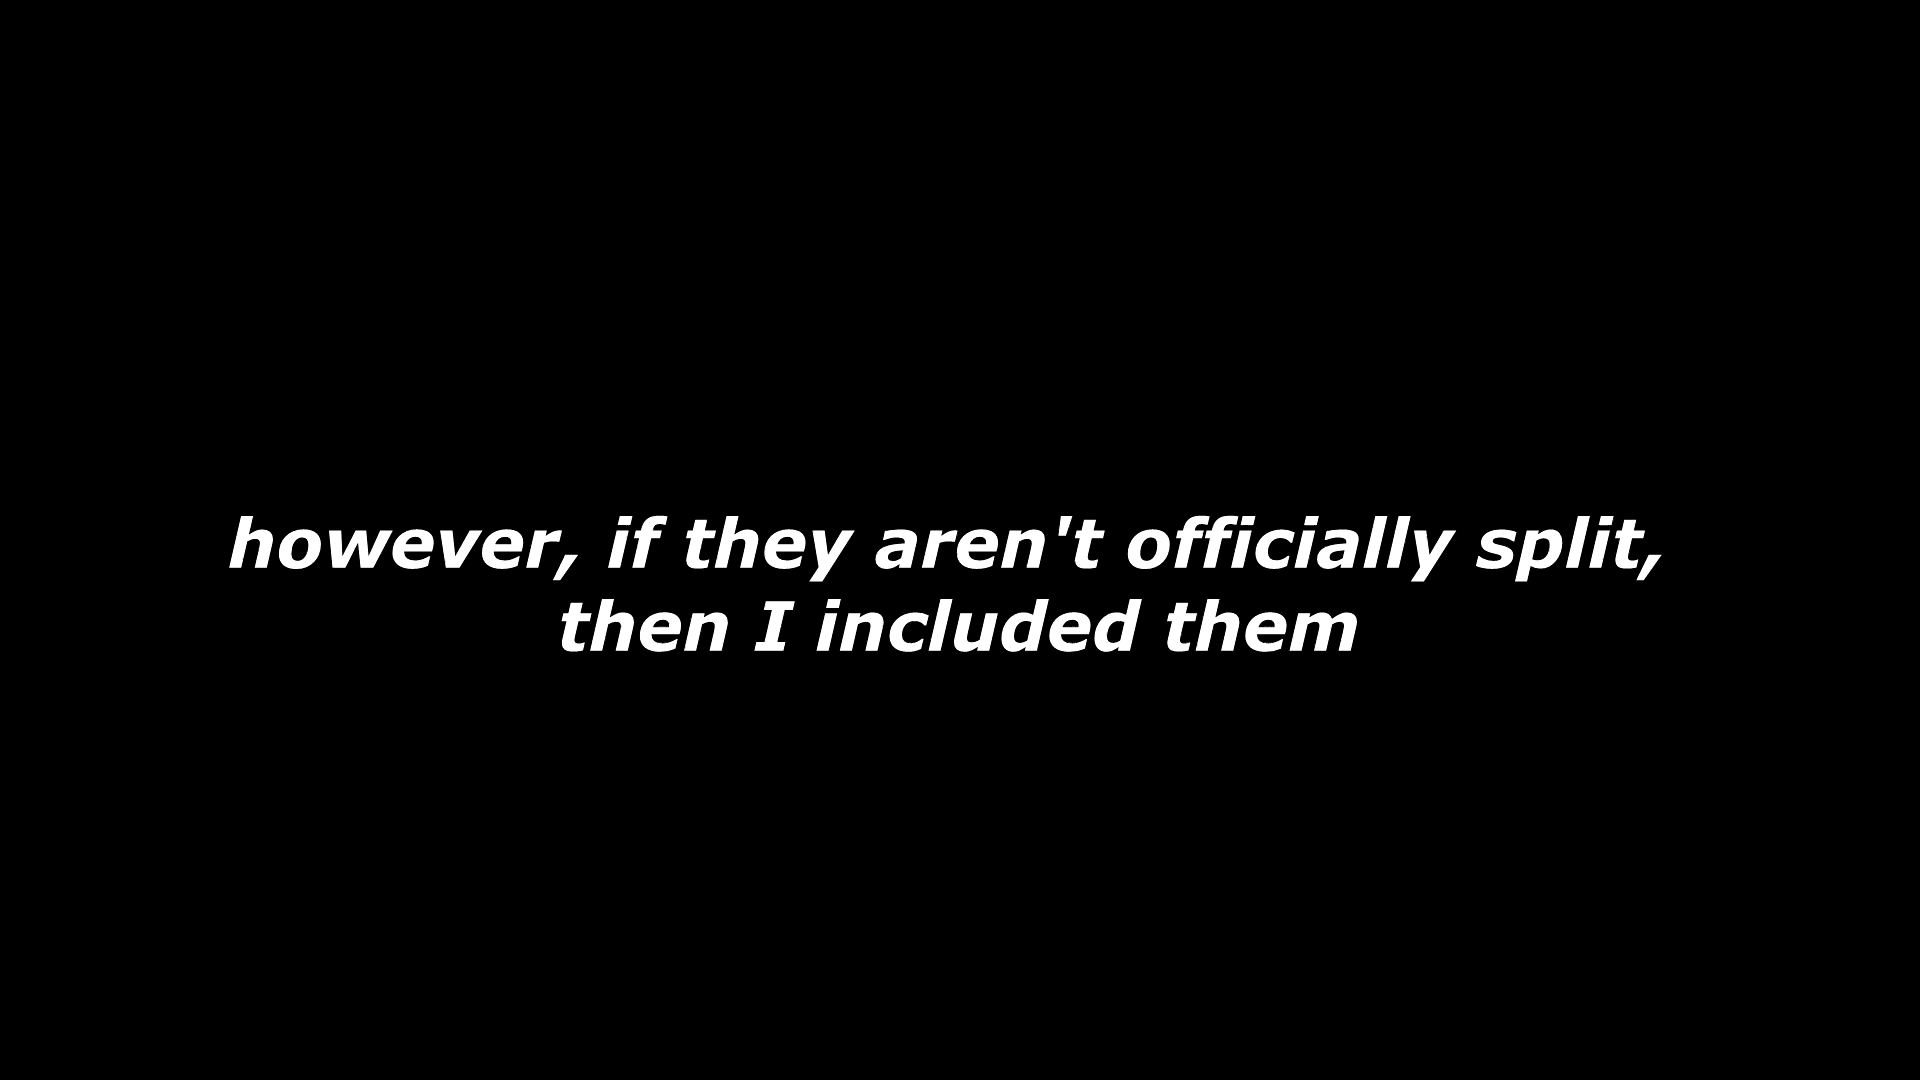 however, if they aren't officially split,
then I included them